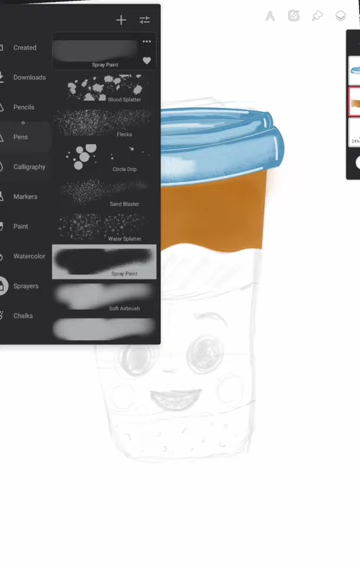 Created
Downloads
Pencils
Pens
Calligraphy
Markers
Paint
Watercolor
Sprayers
Chalks
Spray Paint
Blood Splatter
Flecks
Circle Drip
Sand Blaster
Water Splatter
Spray Paint
Soft Airbrush